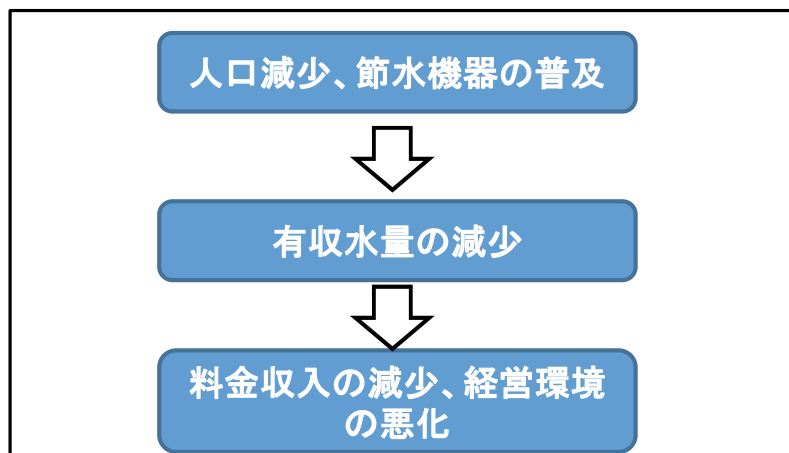 人口減少、節水機器の普及
有収水量の減少
料金収入の減少、経営環境
の悪化